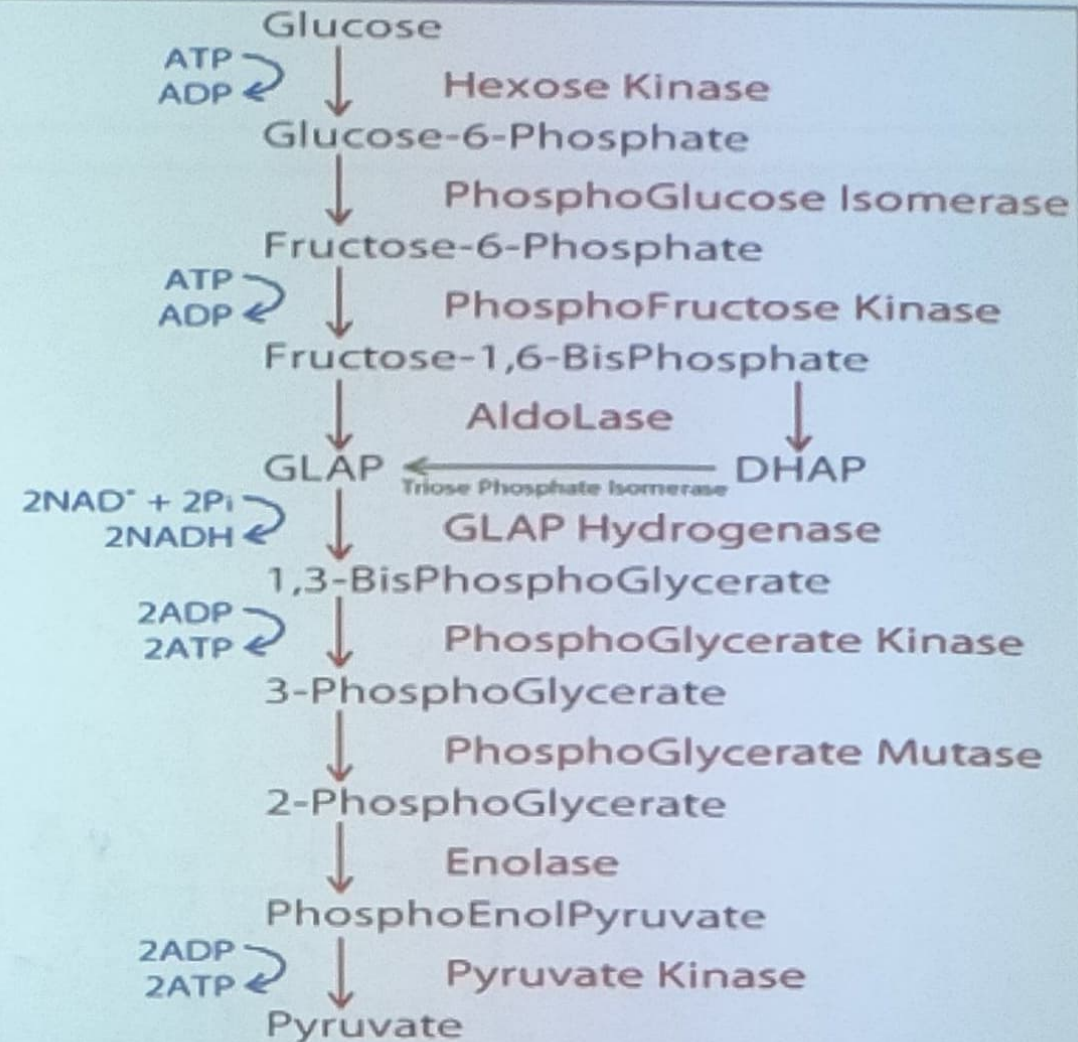 Glucose
ATP
ADP
Hexose Kinase
Glucose-6-Phosphate
PhosphoGlucose Isomerase
Fructose-6-Phosphate
ATP
ADP
PhosphoFructose Kinase
Fructose-1,6-BisPhosphate
AldoLase
GLAP
DHAP
Triose Phosphate Isomerase
2NAD⁺ + 2Pi
2NADH
GLAP Hydrogenase
1,3-BisPhosphoGlycerate
2ADP
2ATP
PhosphoGlycerate Kinase
3-PhosphoGlycerate
PhosphoGlycerate Mutase
2-PhosphoGlycerate
Enolase
PhosphoEnolPyruvate
2ADP
2ATP
Pyruvate Kinase
Pyruvate